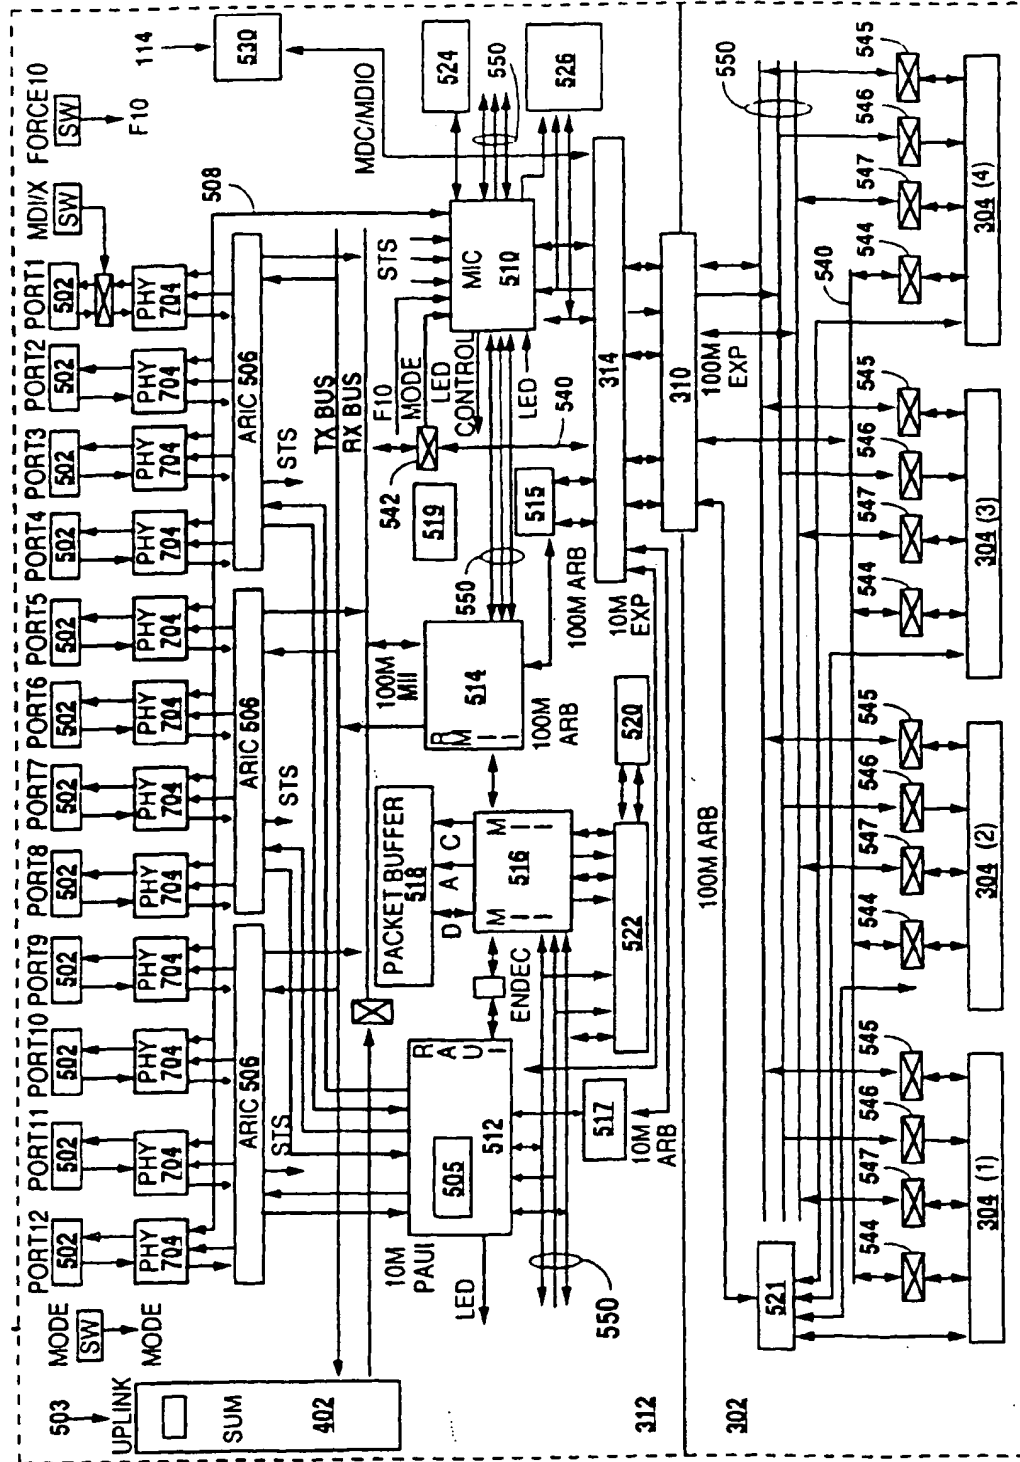 503
UPLINK
SUM
402
MODE
SW
MODE
PORT12
PORT11
PORT10
PORT9
PORT8
PORT7
PORT6
PORT5
PORT4
PORT3
PORT2
PORT1
MDI/X
SW
FORCE10
SW
F10
114
530
502
502
502
502
502
502
502
502
502
502
502
502
PHY
704
PHY
704
PHY
704
PHY
704
PHY
704
PHY
704
PHY
704
PHY
704
PHY
704
PHY
704
PHY
704
PHY
704
508
ARIC 506
ARIC 506
ARIC 506
STS
STS
STS
TX BUS
RX BUS
10M
PAUI
LED
505
512
R
A
U
I
ENDEC
PACKET BUFFER
518
D
A
C
M
I
I
516
M
I
I
100M
MII
R
M
I
I
514
100M
ARB
550
542
519
F10
MODE
LED
CONTROL
LED
540
515
STS
MIC
510
MDC/MDIO
524
550
526
550
517
10M
ARB
522
520
100M ARB
10M
EXP
314
310
312
302
100M ARB
100M
EXP
550
540
521
544
547
546
545
304 (1)
544
547
546
545
304 (2)
544
547
546
545
304 (3)
544
547
546
545
304 (4)